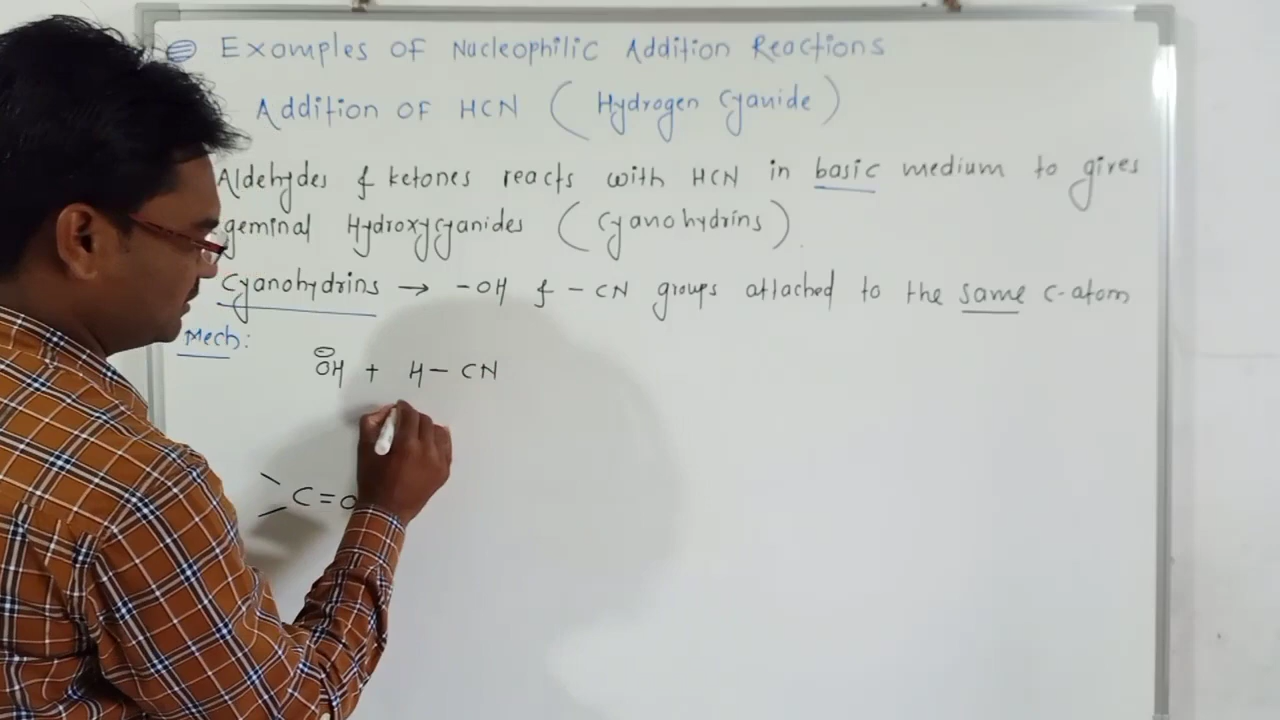 Examples of Nucleophilic Addition Reactions
Addition of HCN (Hydrogen Cyanide)
Aldehydes & ketones reacts with HCN in basic medium to gives
geminal Hydroxycyanides (Cyanohydrins).
Cyanohydrins → -OH & -CN groups attached to the same C-atom
Mech:
⊖OH + H-CN
>C=O